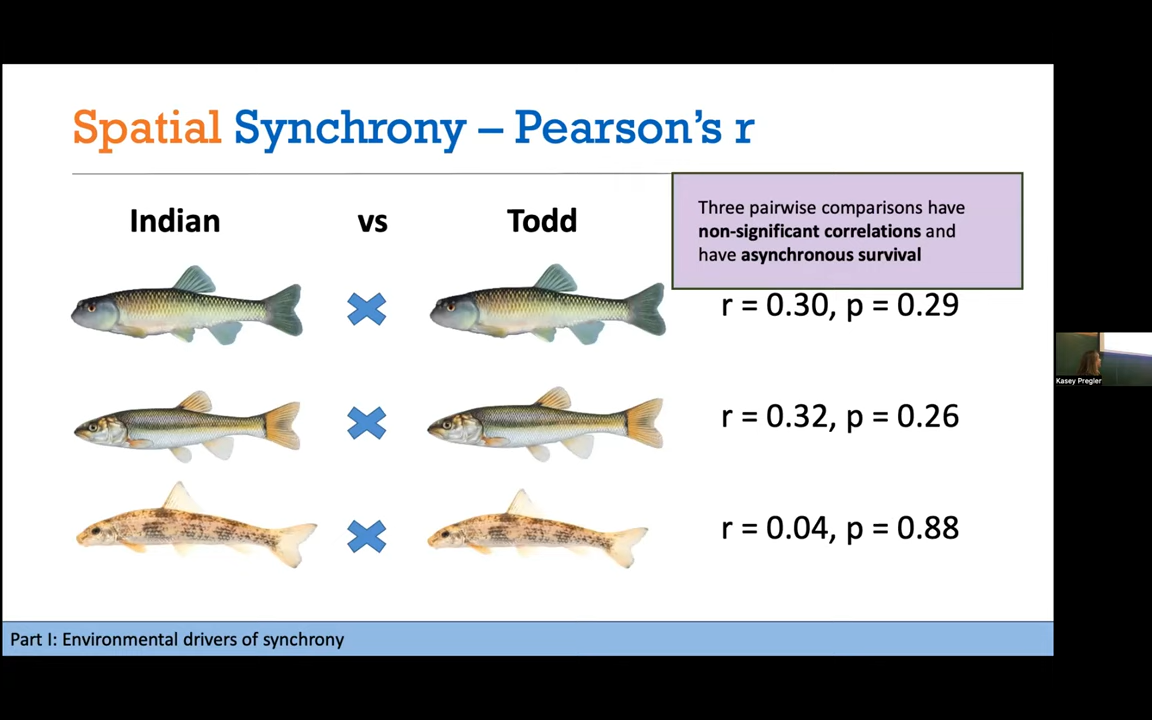 Spatial Synchrony – Pearson's r
Indian vs Todd
Three pairwise comparisons have
non-significant correlations and
have asynchronous survival
r = 0.30, p = 0.29
r = 0.32, p = 0.26
r = 0.04, p = 0.88
Kasey Pregler
Part I: Environmental drivers of synchrony